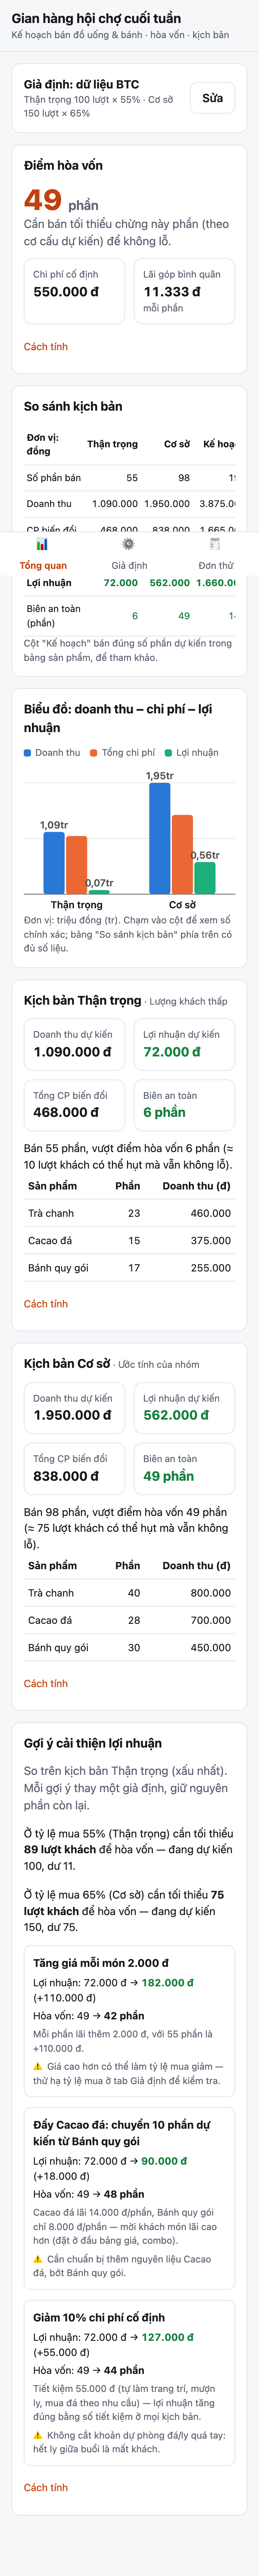 Gian hàng hội chợ cuối tuần
Kế hoạch bán đồ uống & bánh · hòa vốn · kịch bản
Giả định: dữ liệu BTC
Thận trọng 100 lượt × 55% · Cơ sở
150 lượt × 65%
Sửa
Điểm hòa vốn
49 phần
Cần bán tối thiểu chừng này phần (theo
cơ cấu dự kiến) để không lỗ.
Chi phí cố định
550.000 đ
Lãi góp bình quân
11.333 đ
mỗi phần
Cách tính
So sánh kịch bản
Đơn vị:
đồng
Thận trọng
Cơ sở
Kế hoạ
Số phần bán
55
98
Doanh thu
1.090.000
1.950.000
3.875.0
CP biến đổi
468.000
838.000
1.665.0
Tổng quan
Giả định
Đơn thử
Lợi nhuận
72.000
562.000
1.660.0
Biên an toàn
(phần)
6
49
Cột "Kế hoạch" bán đúng số phần dự kiến trong
bảng sản phẩm, để tham khảo.
Biểu đồ: doanh thu – chi phí – lợi
nhuận
Doanh thu
Tổng chi phí
Lợi nhuận
1,95tr
1,09tr
0,56tr
0,07tr
Thận trọng
Cơ sở
Đơn vị: triệu đồng (tr). Chạm vào cột để xem số
chính xác; bảng "So sánh kịch bản" phía trên có
đủ số liệu.
Kịch bản Thận trọng · Lượng khách thấp
Doanh thu dự kiến
1.090.000 đ
Lợi nhuận dự kiến
72.000 đ
Tổng CP biến đổi
468.000 đ
Biên an toàn
6 phần
Bán 55 phần, vượt điểm hòa vốn 6 phần (≈
10 lượt khách có thể hụt mà vẫn không lỗ).
Sản phẩm
Phần
Doanh thu (đ)
Trà chanh
23
460.000
Cacao đá
15
375.000
Bánh quy gói
17
255.000
Cách tính
Kịch bản Cơ sở · Ước tính của nhóm
Doanh thu dự kiến
1.950.000 đ
Lợi nhuận dự kiến
562.000 đ
Tổng CP biến đổi
838.000 đ
Biên an toàn
49 phần
Bán 98 phần, vượt điểm hòa vốn 49 phần
(≈ 75 lượt khách có thể hụt mà vẫn không
lỗ).
Sản phẩm
Phần
Doanh thu (đ)
Trà chanh
40
800.000
Cacao đá
28
700.000
Bánh quy gói
30
450.000
Cách tính
Gợi ý cải thiện lợi nhuận
So trên kịch bản Thận trọng (xấu nhất).
Mỗi gợi ý thay một giả định, giữ nguyên
phần còn lại.
Ở tỷ lệ mua 55% (Thận trọng) cần tối thiểu
89 lượt khách để hòa vốn — đang dự kiến
100, dư 11.
Ở tỷ lệ mua 65% (Cơ sở) cần tối thiểu 75
lượt khách để hòa vốn — đang dự kiến
150, dư 75.
Tăng giá mỗi món 2.000 đ
Lợi nhuận: 72.000 đ → 182.000 đ
(+110.000 đ)
Hòa vốn: 49 → 42 phần
Mỗi phần lãi thêm 2.000 đ, với 55 phần là
+110.000 đ.
⚠️ Giá cao hơn có thể làm tỷ lệ mua giảm —
thử hạ tỷ lệ mua ở tab Giả định để kiểm tra.
Đẩy Cacao đá: chuyển 10 phần dự
kiến từ Bánh quy gói
Lợi nhuận: 72.000 đ → 90.000 đ
(+18.000 đ)
Hòa vốn: 49 → 48 phần
Cacao đá lãi 14.000 đ/phần, Bánh quy gói
chỉ 8.000 đ/phần — mời khách món lãi cao
hơn (đặt ở đầu bảng giá, combo).
⚠️ Cần chuẩn bị thêm nguyên liệu Cacao
đá, bớt Bánh quy gói.
Giảm 10% chi phí cố định
Lợi nhuận: 72.000 đ → 127.000 đ
(+55.000 đ)
Hòa vốn: 49 → 44 phần
Tiết kiệm 55.000 đ (tự làm trang trí, mượn
ly, mua đá theo nhu cầu) — lợi nhuận tăng
đúng bằng số tiết kiệm ở mọi kịch bản.
⚠️ Không cắt khoản dự phòng đá/ly quá tay:
hết ly giữa buổi là mất khách.
Cách tính